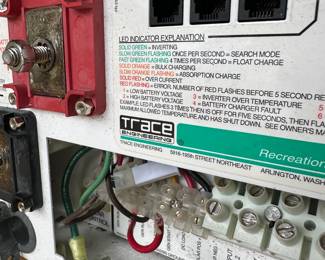 LED INDICATOR EXPLANATION
SOLID GREEN = INVERTING
SLOW GREEN FLASHING ONCE PER SECOND = SEARCH MODE
FAST GREEN FLASHING 4 TIMES PER SECOND = FLOAT CHARGE
SOLID ORANGE = BULK CHARGING
SLOW ORANGE FLASHING = ABSORPTION CHARGE
SOLID RED = OVER CURRENT
RED FLASHING = ERROR, NUMBER OF RED FLASHES BEFORE 5 SECOND RE
1 = LOW BATTERY VOLTAGE 3 = INVERTER OVER TEMPERATURE 5
2 = HIGH BATTERY VOLTAGE 4 = BATTERY CHARGER FAULT 6
EXAMPLE LED FLASHES 3 TIMES THEN IS OFF FOR FIVE SECONDS, THEN FLAS
MAXIMUM ALLOWED TEMPERATURE AND HAS SHUT DOWN. SEE OWNER'S MA
trace
ENGINEERING
Recreation
TRACE ENGINEERING 5916-195th STREET NORTHEAST ARLINGTON, WASH